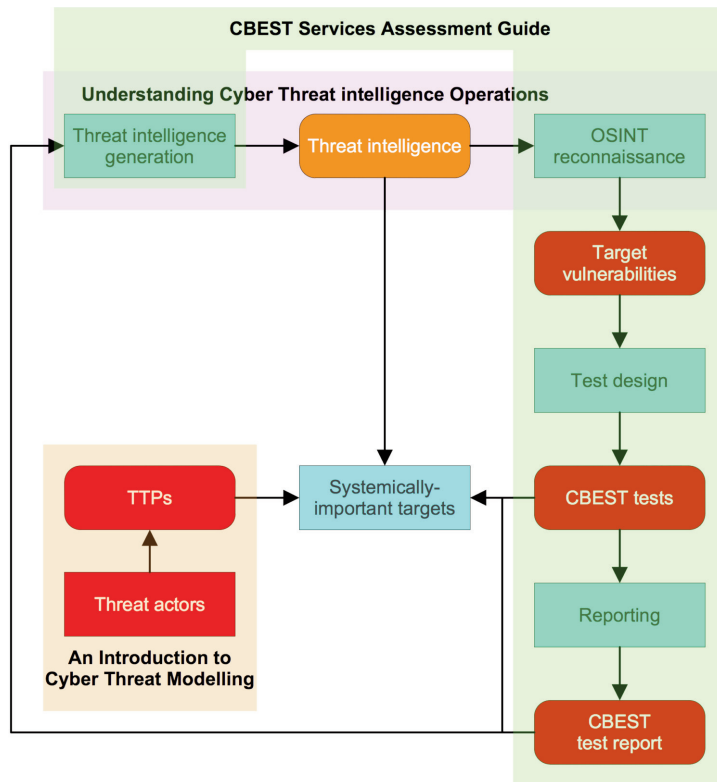 CBEST Services Assessment Guide
Understanding Cyber Threat intelligence Operations
Threat intelligence
generation
Threat intelligence
OSINT
reconnaissance
Target
vulnerabilities
Test design
TTPs
Systemically-
important targets
CBEST tests
Threat actors
Reporting
An Introduction to
Cyber Threat Modelling
CBEST
test report